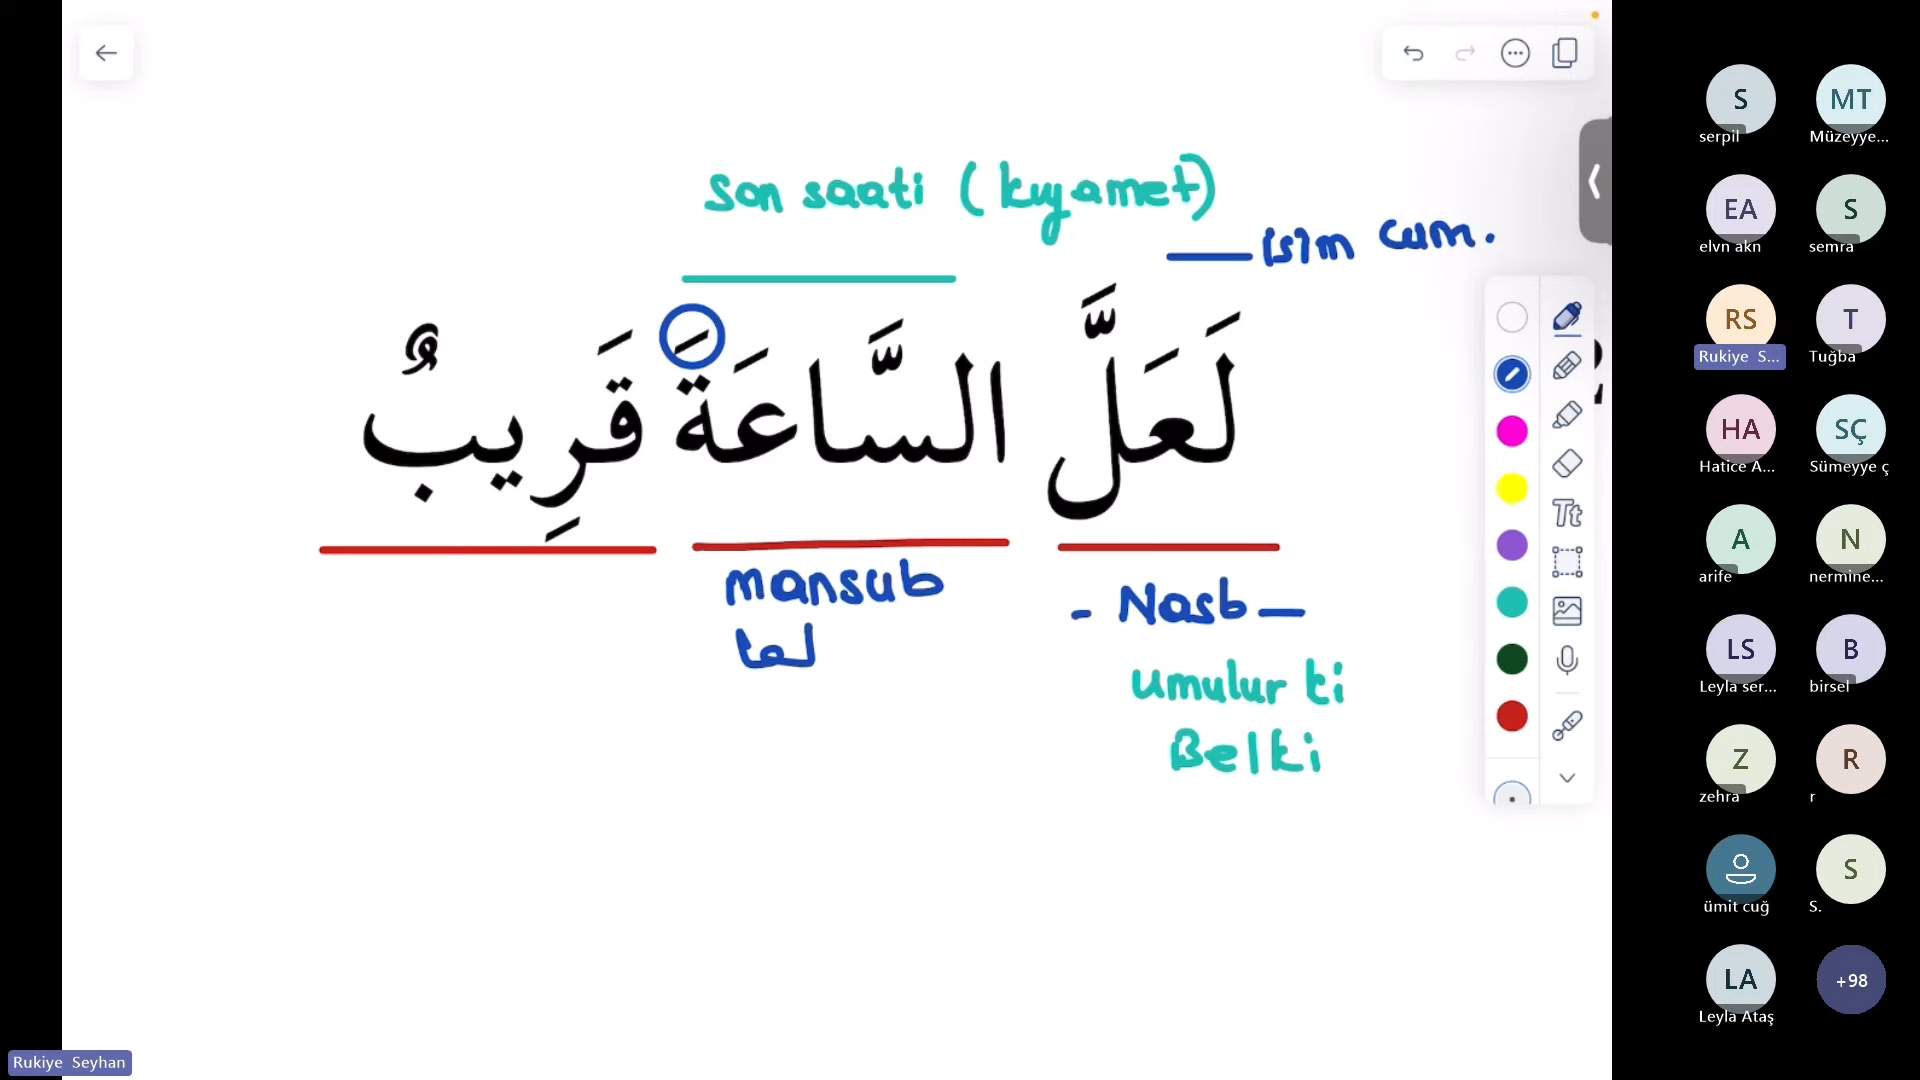 son saati (kıyamet)
isim cum.
لَعَلَّ السَّاعَةَ قَرِيبٌ
mansub
- Nasb —
umulur ki
Belki
Tt
S
serpil
MT
Müzeyye...
EA
elvn akn
S
semra
RS
Rukiye S...
T
Tuğba
HA
Hatice A...
SÇ
Sümeyye ç
A
arife
N
nermine...
LS
Leyla ser...
B
birsel
Z
zehra
R
r
ümit cuğ
S
S.
LA
Leyla Ataş
+98
Rukiye Seyhan